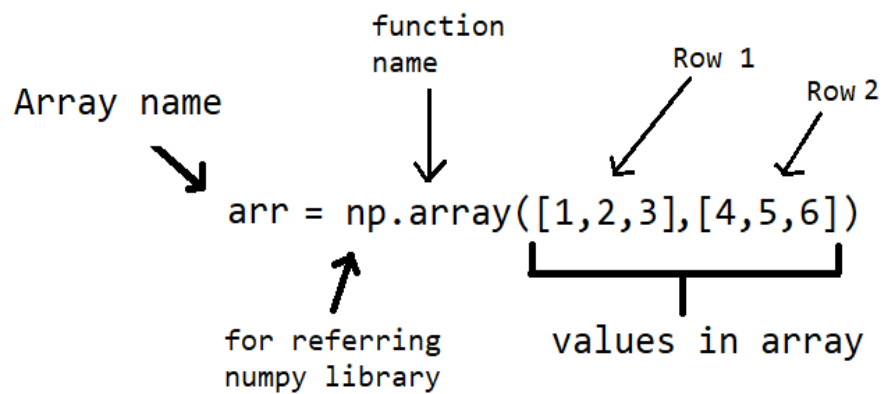 function
name
Row 1
Row 2
Array name
arr = np.array([1,2,3],[4,5,6])
for referring
numpy library
values in array